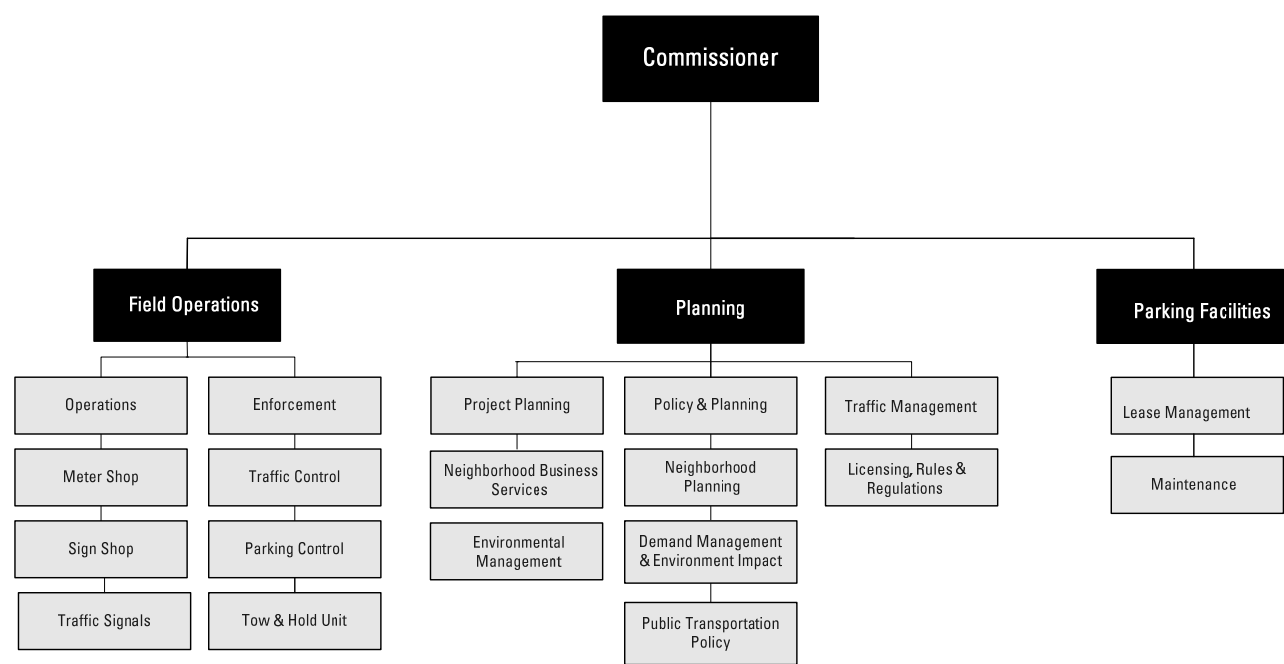 Commissioner
Field Operations
Planning
Parking Facilities
Operations
Enforcement
Project Planning
Policy & Planning
Traffic Management
Lease Management
Meter Shop
Traffic Control
Neighborhood Business
Services
Neighborhood
Planning
Licensing, Rules &
Regulations
Maintenance
Sign Shop
Parking Control
Environmental
Management
Demand Management
& Environment Impact
Traffic Signals
Tow & Hold Unit
Public Transportation
Policy